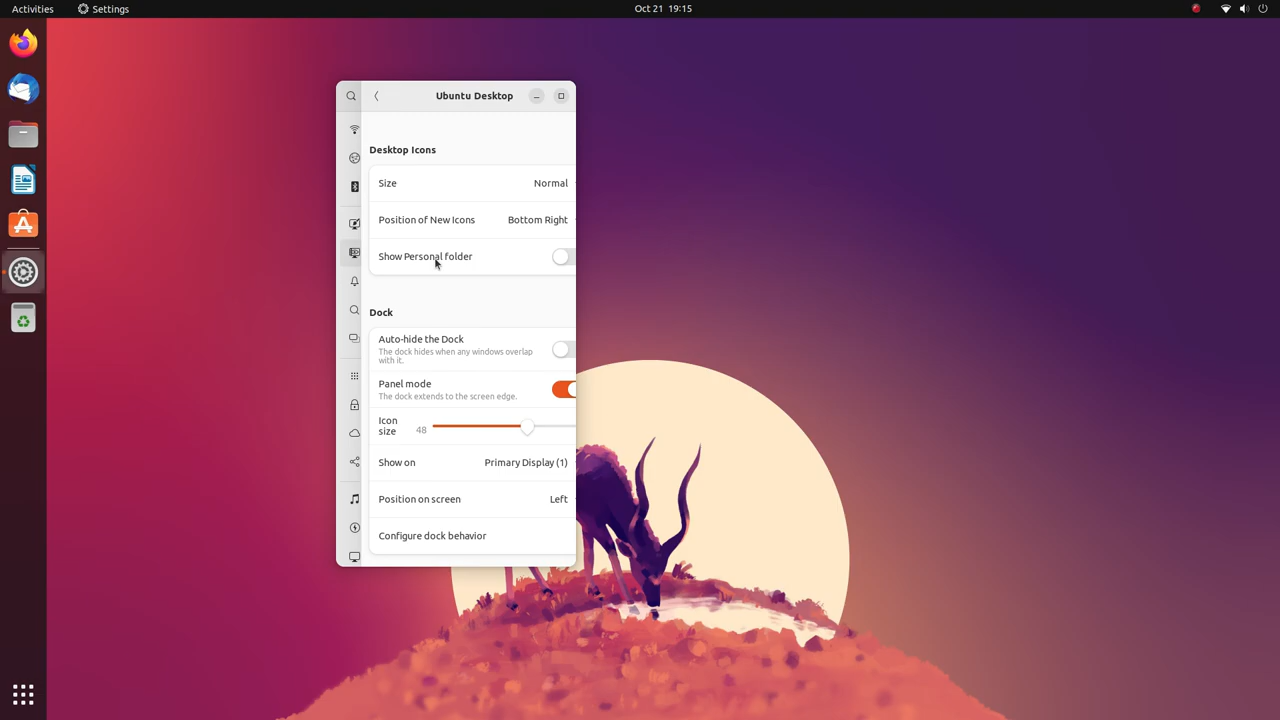 Activities
Settings
Oct 21 19:15
Ubuntu Desktop
Desktop Icons
Size
Normal
Position of New Icons
Bottom Right
Show Personal folder
Dock
Auto-hide the Dock
The dock hides when any windows overlap
with it.
Panel mode
The dock extends to the screen edge.
Icon
size
48
Show on
Primary Display (1)
Position on screen
Left
Configure dock behavior